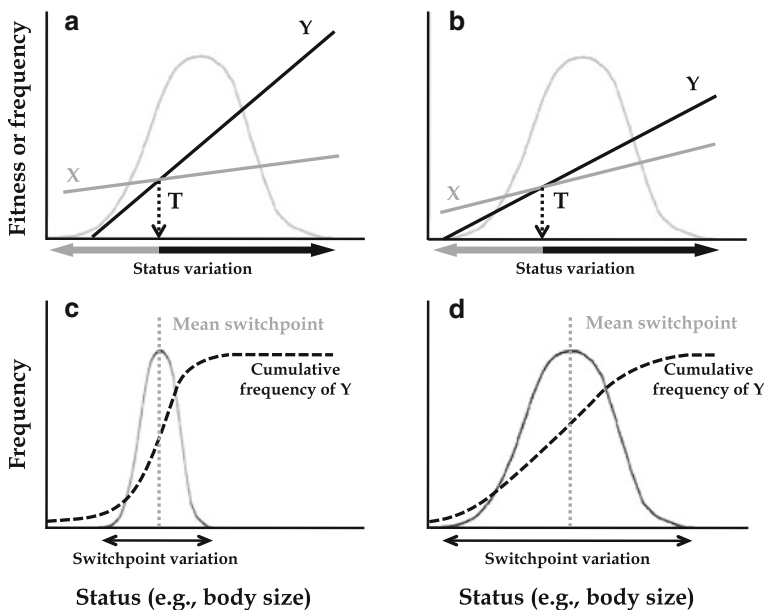 a
Y
X
T
Fitness or frequency
Status variation
b
Y
X
T
Status variation
c
Mean switchpoint
Cumulative
frequency of Y
Frequency
Switchpoint variation
Status (e.g., body size)
d
Mean switchpoint
Cumulative
frequency of Y
Switchpoint variation
Status (e.g., body size)